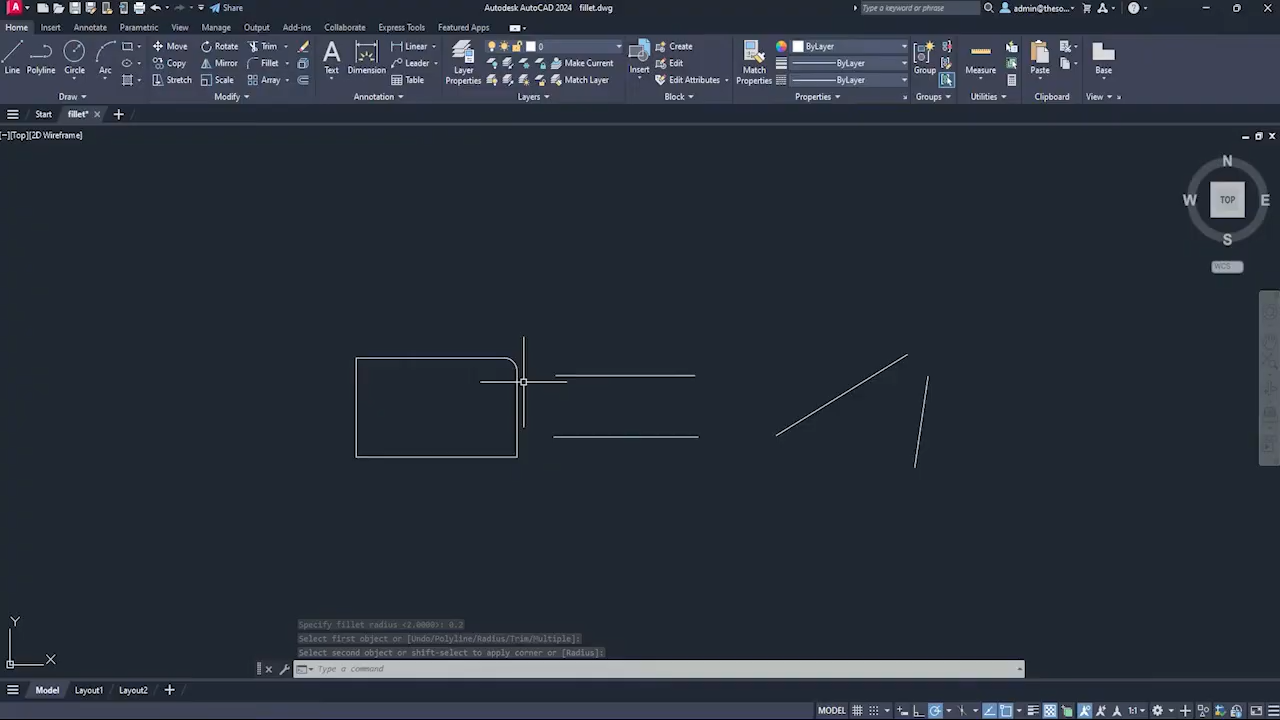 Share
Autodesk AutoCAD 2024 fillet.dwg
Type a keyword or phrase
admin@theso...
Home Insert Annotate Parametric View Manage Output Add-ins Collaborate Express Tools Featured Apps
Line Polyline Circle Arc
Move Rotate Trim
Copy Mirror Fillet
Stretch Scale Array
Text Dimension
Linear
Leader
Table
Layer Properties
0
Make Current
Match Layer
Insert
Create
Edit
Edit Attributes
Match Properties
ByLayer
ByLayer
ByLayer
Group
Measure
Paste
Base
Draw Modify Annotation Layers Block Properties Groups Utilities Clipboard View
Start fillet*
[−][Top][2D Wireframe]
N
W TOP E
S
WCS
Y
X
Specify fillet radius <2.0000>: 0.2
Select first object or [Undo/Polyline/Radius/Trim/Multiple]:
Select second object or shift-select to apply corner or [Radius]:
Type a command
Model Layout1 Layout2
MODEL 1:1